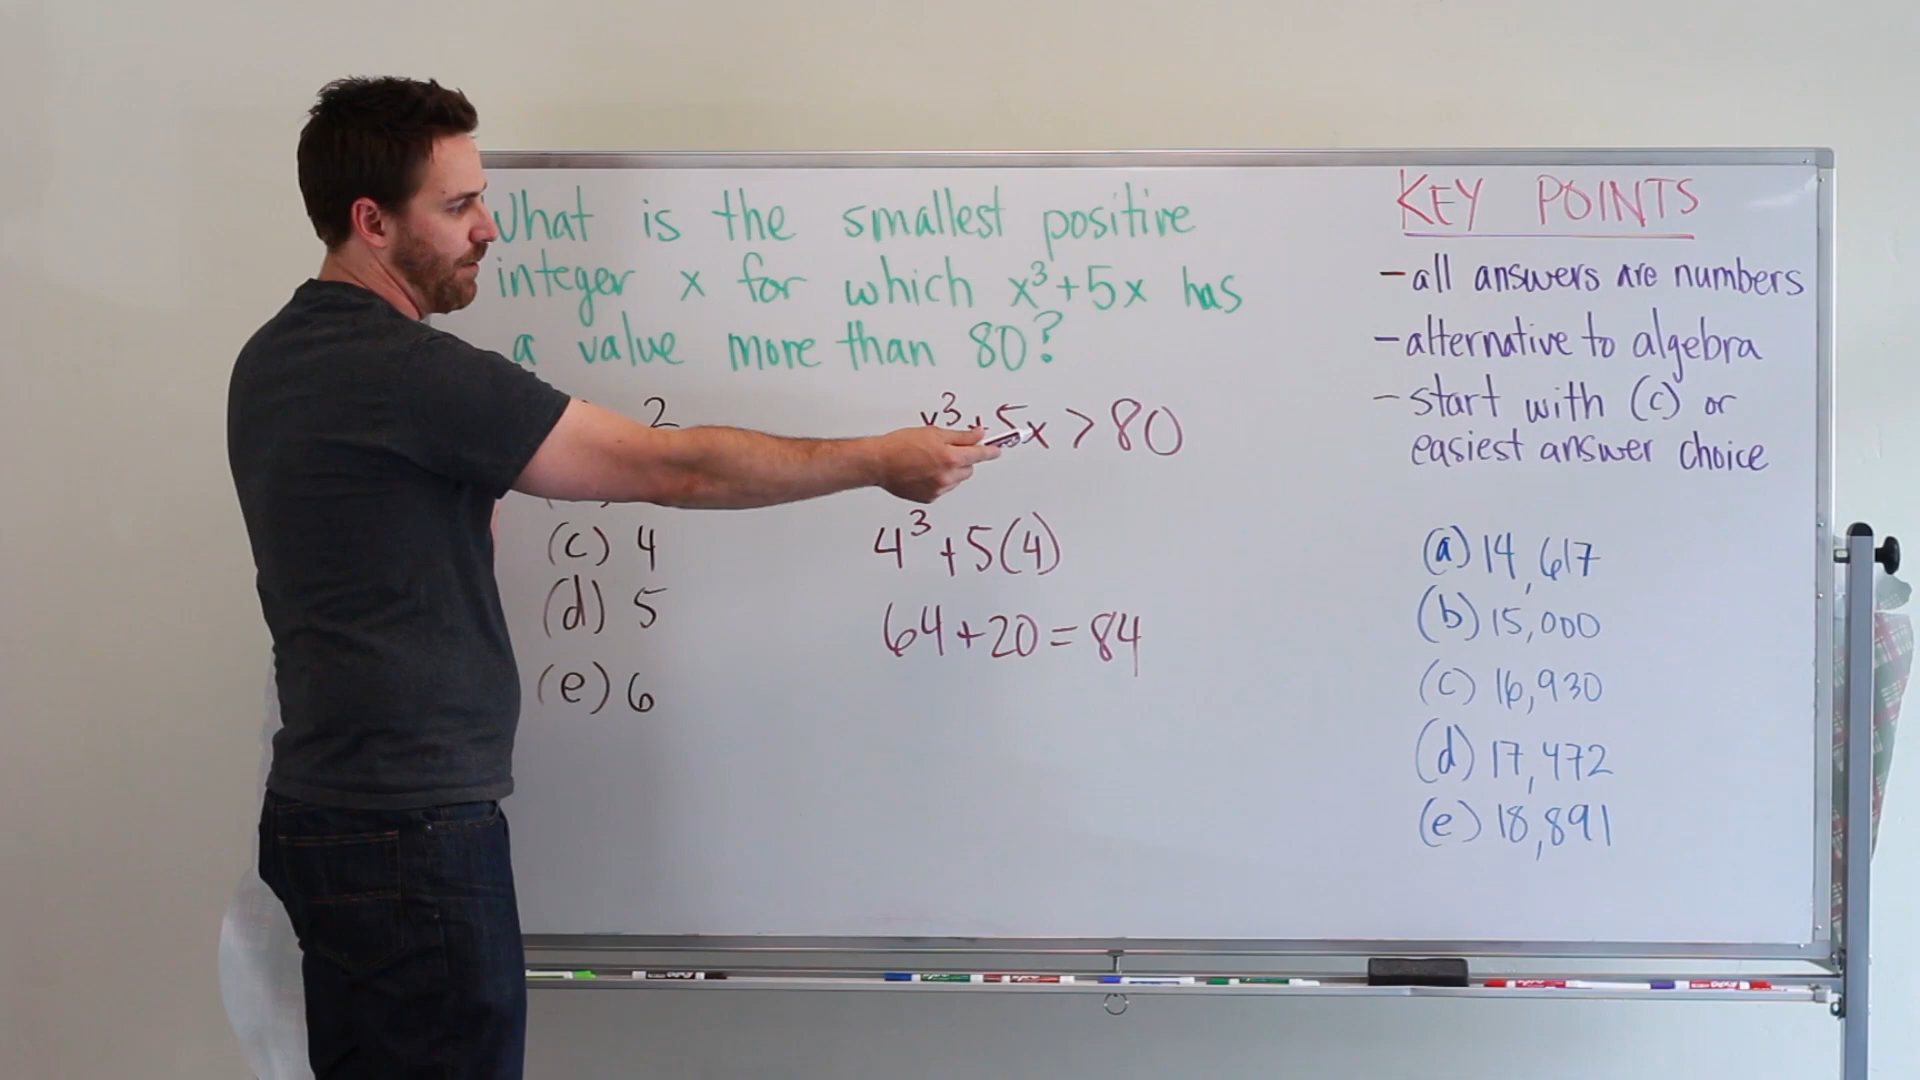 What is the smallest positive
integer x for which x³+5x has
a value more than 80?
2
(c) 4
(d) 5
(e) 6
x³+5x > 80
4³+5(4)
64+20=84
KEY POINTS
-all answers are numbers
-alternative to algebra
-start with (c) or
easiest answer choice
(a) 14,617
(b) 15,000
(c) 16,930
(d) 17,472
(e) 18,891